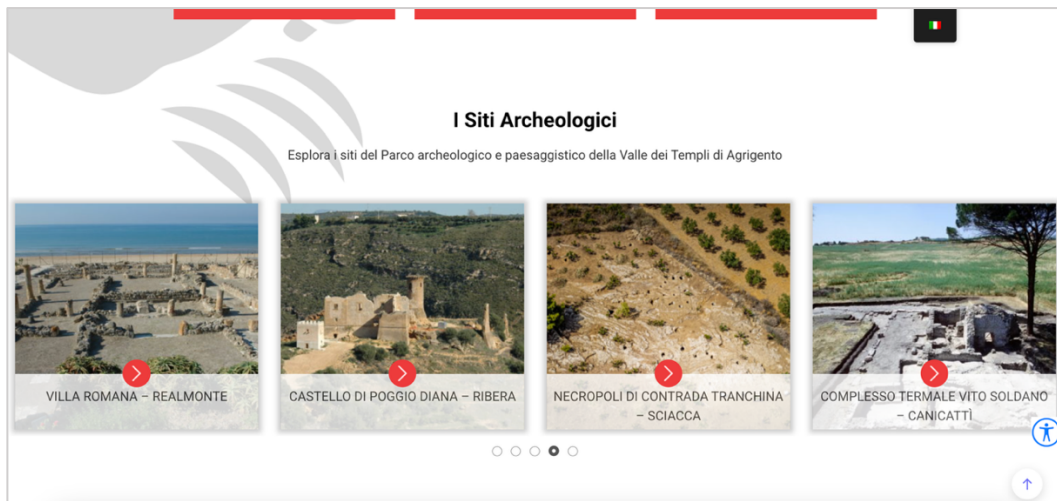 I Siti Archeologici
Esplora i siti del Parco archeologico e paesaggistico della Valle dei Templi di Agrigento
VILLA ROMANA – REALMONTE
CASTELLO DI POGGIO DIANA – RIBERA
NECROPOLI DI CONTRADA TRANCHINA
– SCIACCA
COMPLESSO TERMALE VITO SOLDANO
– CANICATTÌ